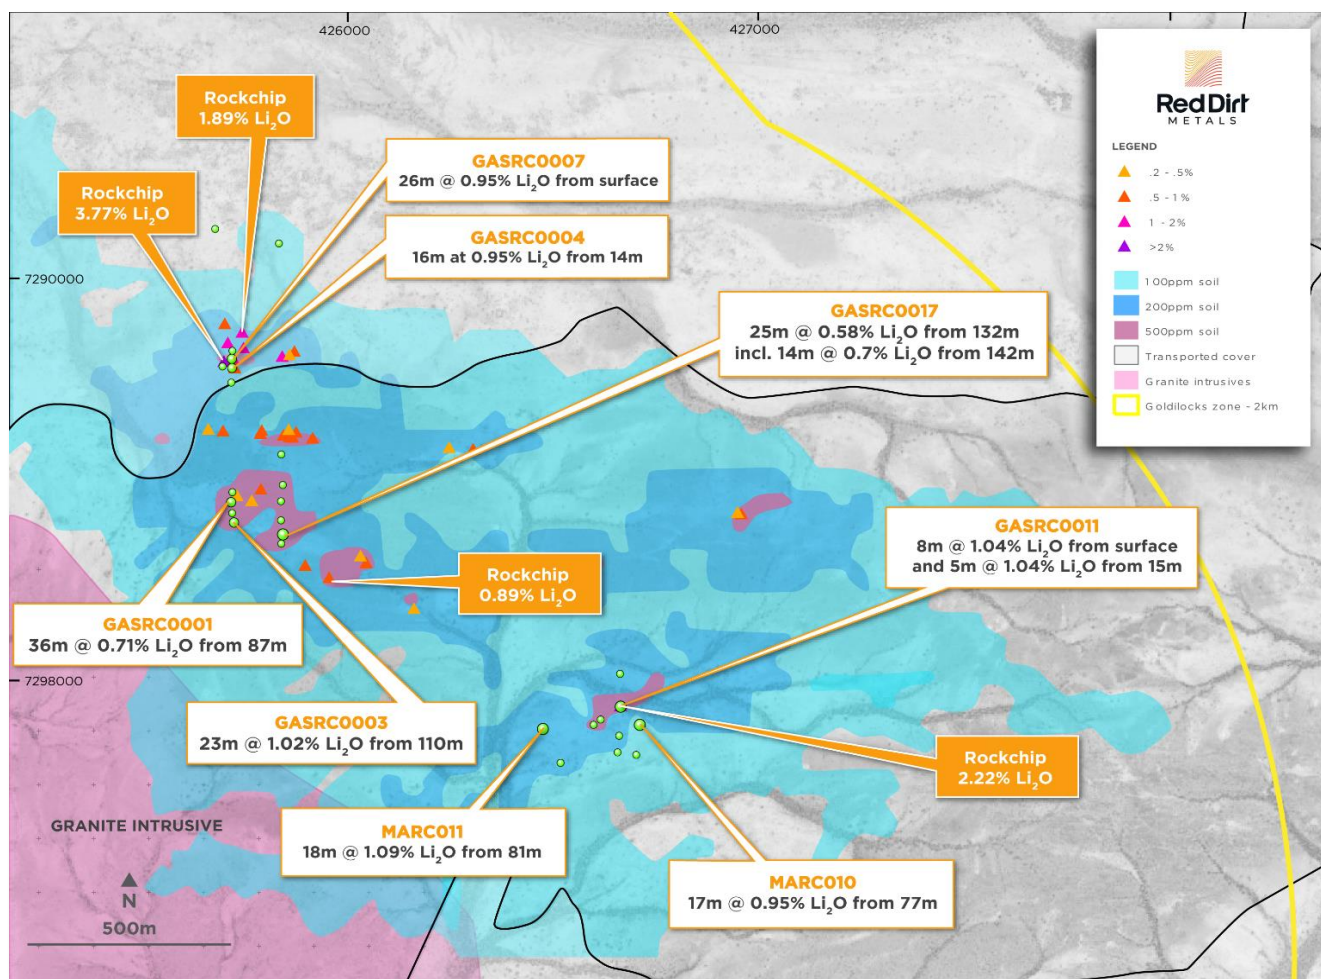 426000
427000
Red Dirt
METALS
LEGEND
.2 - .5%
.5 - 1%
1 - 2%
>2%
100ppm soil
200ppm soil
500ppm soil
Transported cover
Granite intrusives
Goldilocks zone - 2km
Rockchip
1.89% Li₂O
GASRC0007
26m @ 0.95% Li₂O from surface
Rockchip
3.77% Li₂O
GASRC0004
16m at 0.95% Li₂O from 14m
7290000
GASRC0017
25m @ 0.58% Li₂O from 132m
incl. 14m @ 0.7% Li₂O from 142m
GASRC0011
8m @ 1.04% Li₂O from surface
and 5m @ 1.04% Li₂O from 15m
Rockchip
0.89% Li₂O
GASRC0001
36m @ 0.71% Li₂O from 87m
7298000
GASRC0003
23m @ 1.02% Li₂O from 110m
Rockchip
2.22% Li₂O
GRANITE INTRUSIVE
MARC011
18m @ 1.09% Li₂O from 81m
MARC010
17m @ 0.95% Li₂O from 77m
N
500m